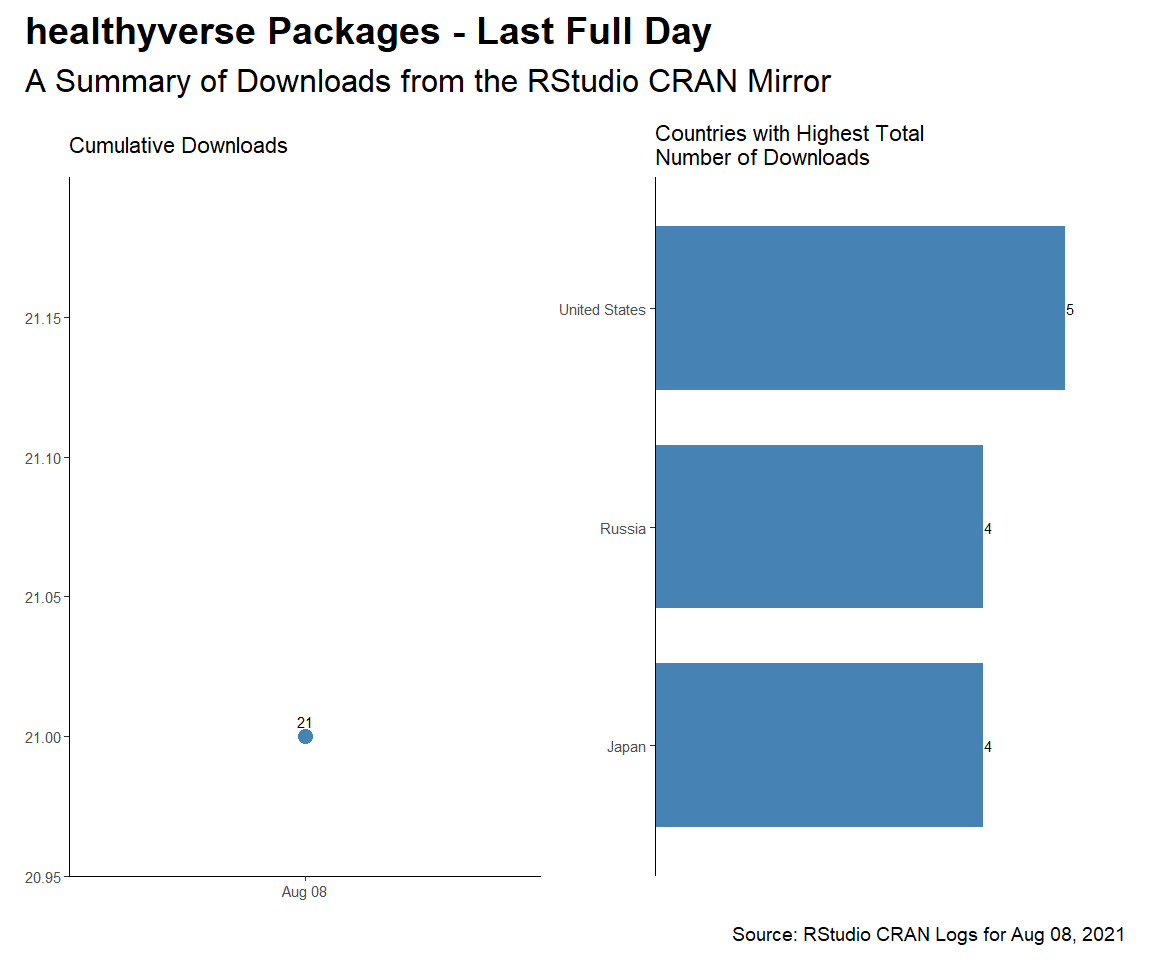 healthyverse Packages - Last Full Day
A Summary of Downloads from the RStudio CRAN Mirror
Cumulative Downloads
21.15
21.10
21.05
21.00
20.95
21
Aug 08
Countries with Highest Total
Number of Downloads
United States
5
Russia
4
Japan
4
Source: RStudio CRAN Logs for Aug 08, 2021